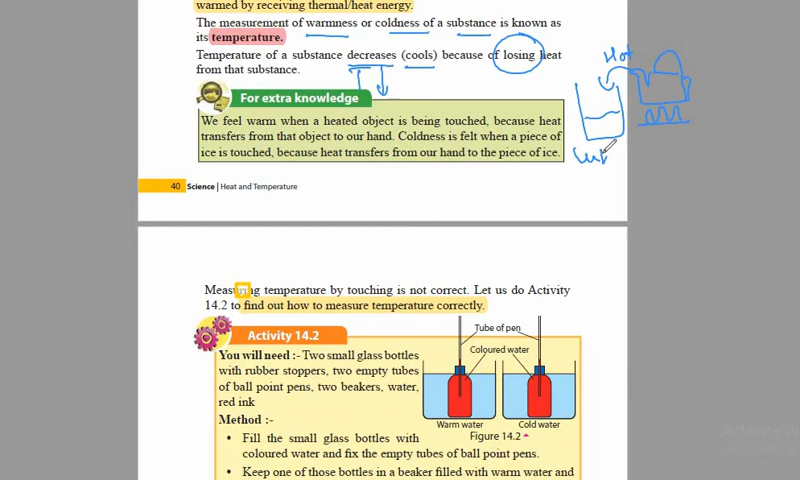 warmed by receiving thermal/heat energy.
The measurement of warmness or coldness of a substance is known as
its temperature.
Temperature of a substance decreases (cools) because of losing heat
from that substance.
Hot
For extra knowledge
We feel warm when a heated object is being touched, because heat
transfers from that object to our hand. Coldness is felt when a piece of
ice is touched, because heat transfers from our hand to the piece of ice.
40 Science | Heat and Temperature
Measuring temperature by touching is not correct. Let us do Activity
14.2 to find out how to measure temperature correctly.
Activity 14.2
Tube of pen
Coloured water
You will need :- Two small glass bottles
with rubber stoppers, two empty tubes
of ball point pens, two beakers, water,
red ink
Warm water
Cold water
Figure 14.2
Method :-
• Fill the small glass bottles with
coloured water and fix the empty tubes of ball point pens.
• Keep one of those bottles in a beaker filled with warm water and
Activate W